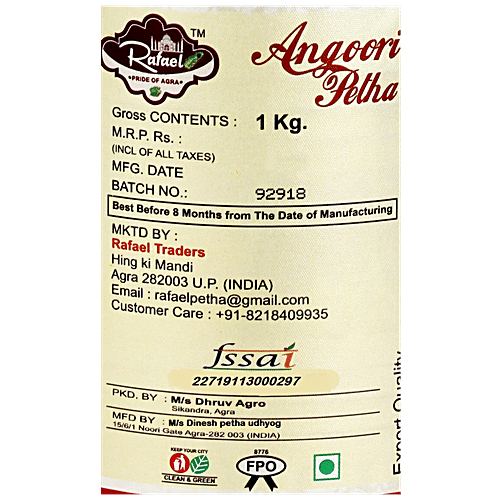 Rafael
PRIDE OF AGRA
TM
Angoori
Petha
Gross CONTENTS : 1 Kg.
M.R.P. Rs. :
(INCL OF ALL TAXES)
MFG. DATE
BATCH NO.: 92918
Best Before 8 Months from The Date of Manufacturing
MKTD BY :
Rafael Traders
Hing ki Mandi
Agra 282003 U.P. (INDIA)
Email : rafaelpetha@gmail.com
Customer Care : +91-8218409935
fssai
22719113000297
PKD. BY : M/s Dhruv Agro
Sikandra, Agra
MFD BY : M/s Dinesh petha udhyog
15/6/1 Noori Gate Agra-282 003 (INDIA)
KEEP YOUR CITY
CLEAN & GREEN
8776
FPO
Export Quality